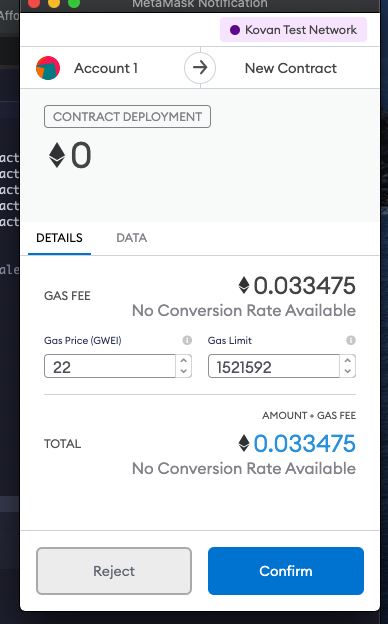 MetaMask Notification
Kovan Test Network
Account 1
New Contract
CONTRACT DEPLOYMENT
0
DETAILS
DATA
GAS FEE
0.033475
No Conversion Rate Available
Gas Price (GWEI)
Gas Limit
22
1521592
AMOUNT + GAS FEE
TOTAL
0.033475
No Conversion Rate Available
Reject
Confirm